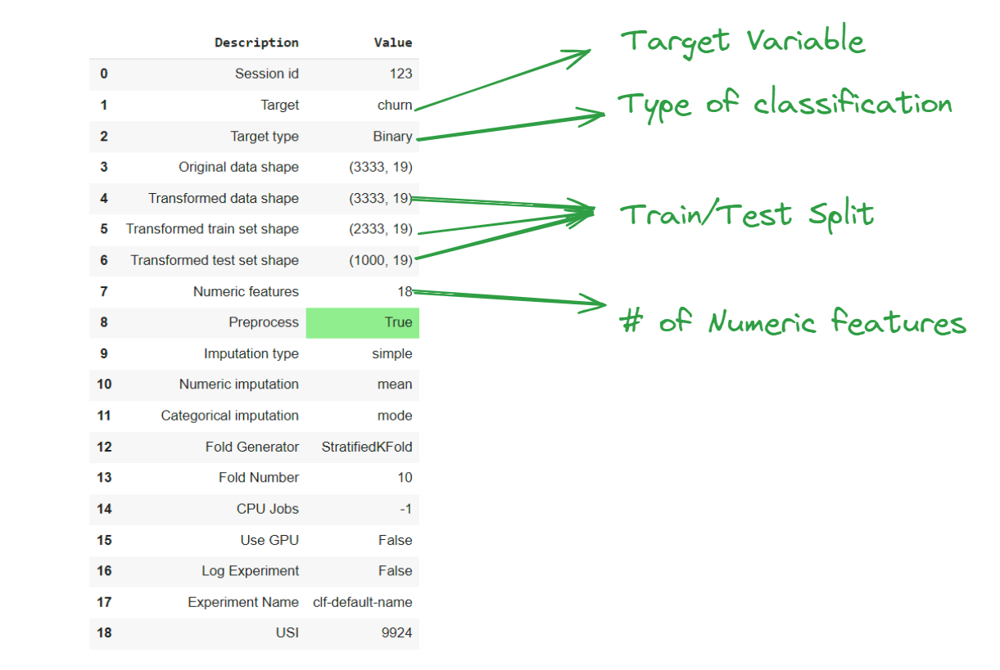 Description Value
Target Variable
0 Session id 123
1 Target churn
Type of classification
2 Target type Binary
3 Original data shape (3333, 19)
4 Transformed data shape (3333, 19)
Train/Test Split
5 Transformed train set shape (2333, 19)
6 Transformed test set shape (1000, 19)
7 Numeric features 18
# of Numeric features
8 Preprocess True
9 Imputation type simple
10 Numeric imputation mean
11 Categorical imputation mode
12 Fold Generator StratifiedKFold
13 Fold Number 10
14 CPU Jobs -1
15 Use GPU False
16 Log Experiment False
17 Experiment Name clf-default-name
18 USI 9924